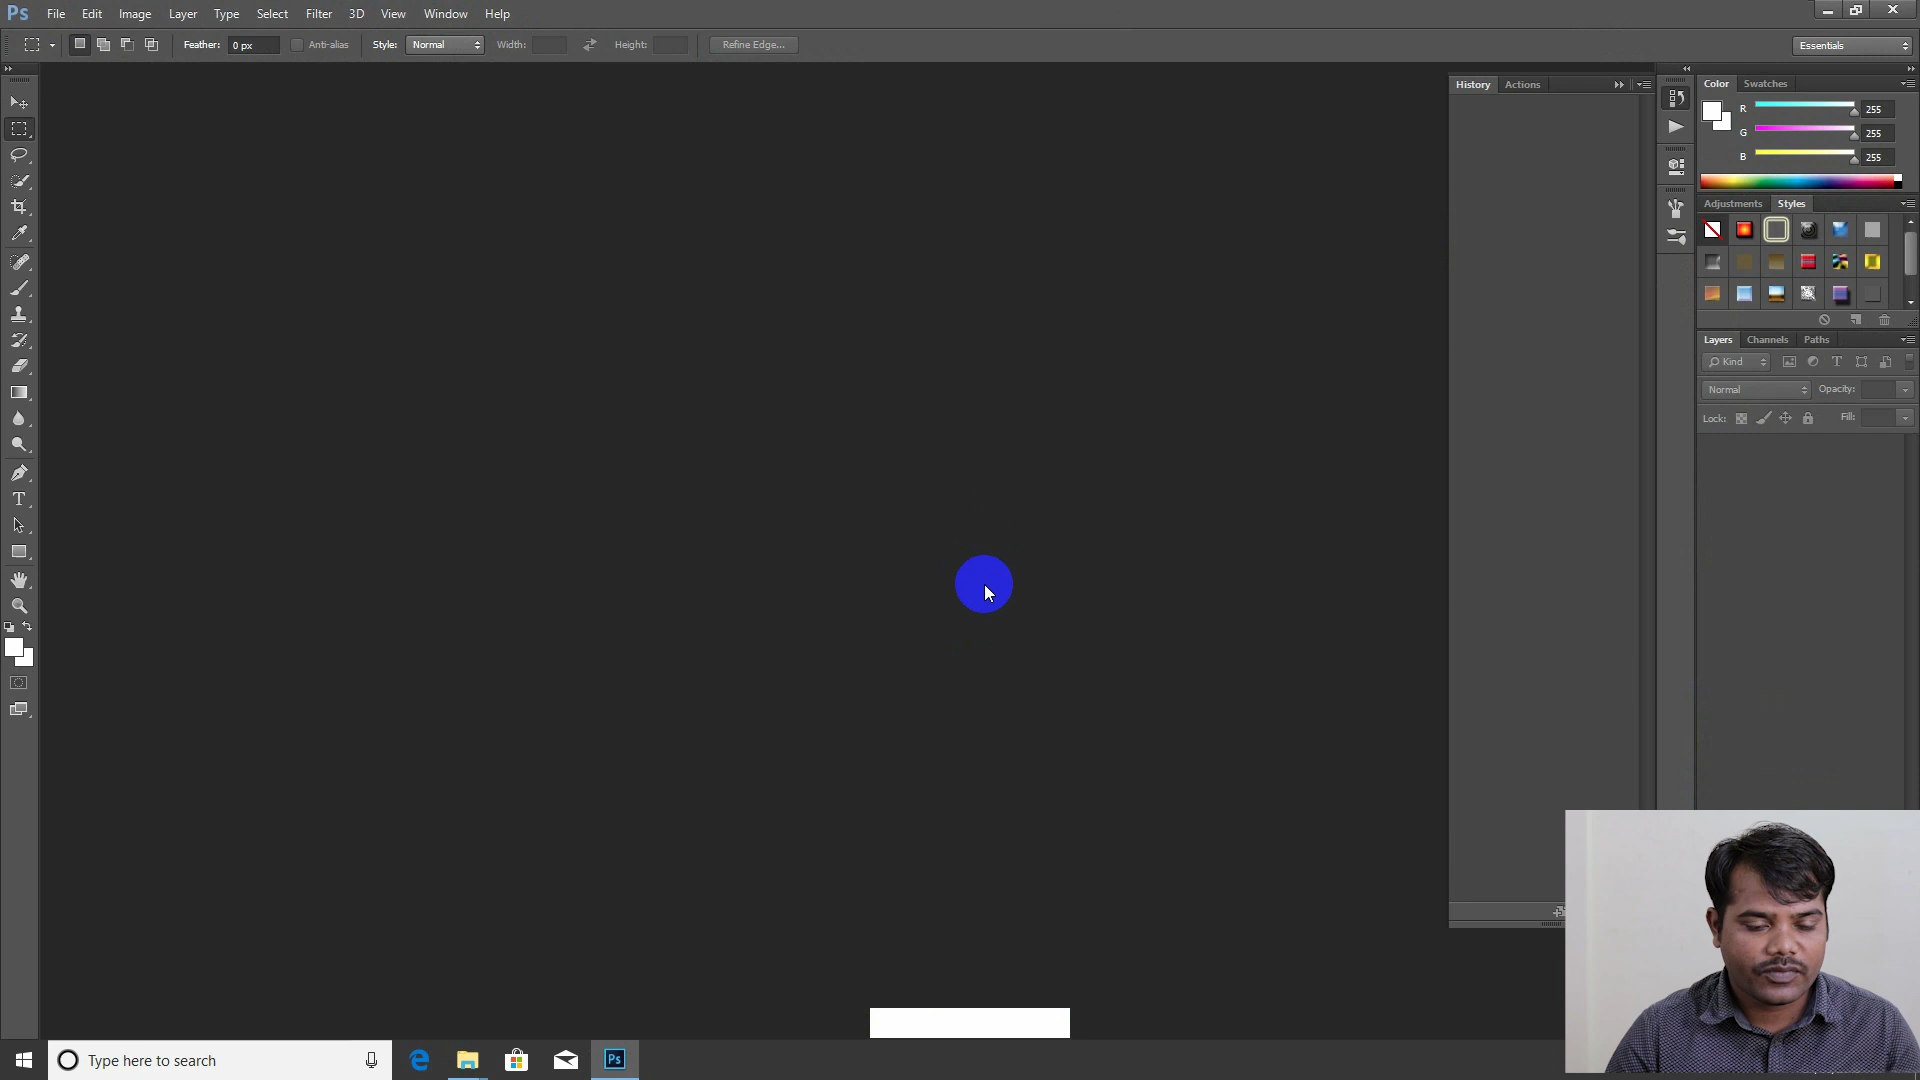 Ps File Edit Image Layer Type Select Filter 3D View Window Help
Feather: 0 px Anti-alias Style: Normal Width: Height: Refine Edge... Essentials
History Actions
Color Swatches
R 255
G 255
B 255
Adjustments Styles
Layers Channels Paths
Kind
Normal Opacity:
Lock: Fill:
T
Type here to search
Ps